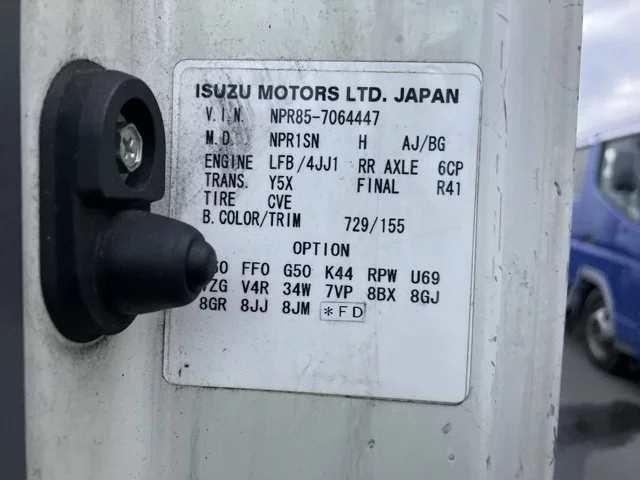 ISUZU MOTORS LTD. JAPAN
V.I.N. NPR85-7064447
M.D. NPR1SN H AJ/BG
ENGINE LFB/4JJ1 RR AXLE 6CP
TRANS. Y5X FINAL R41
TIRE CVE
B.COLOR/TRIM 729/155
OPTION
FF0 G50 K44 RPW U69
V4R 34W 7VP 8BX 8GJ
8GR 8JJ 8JM *FD